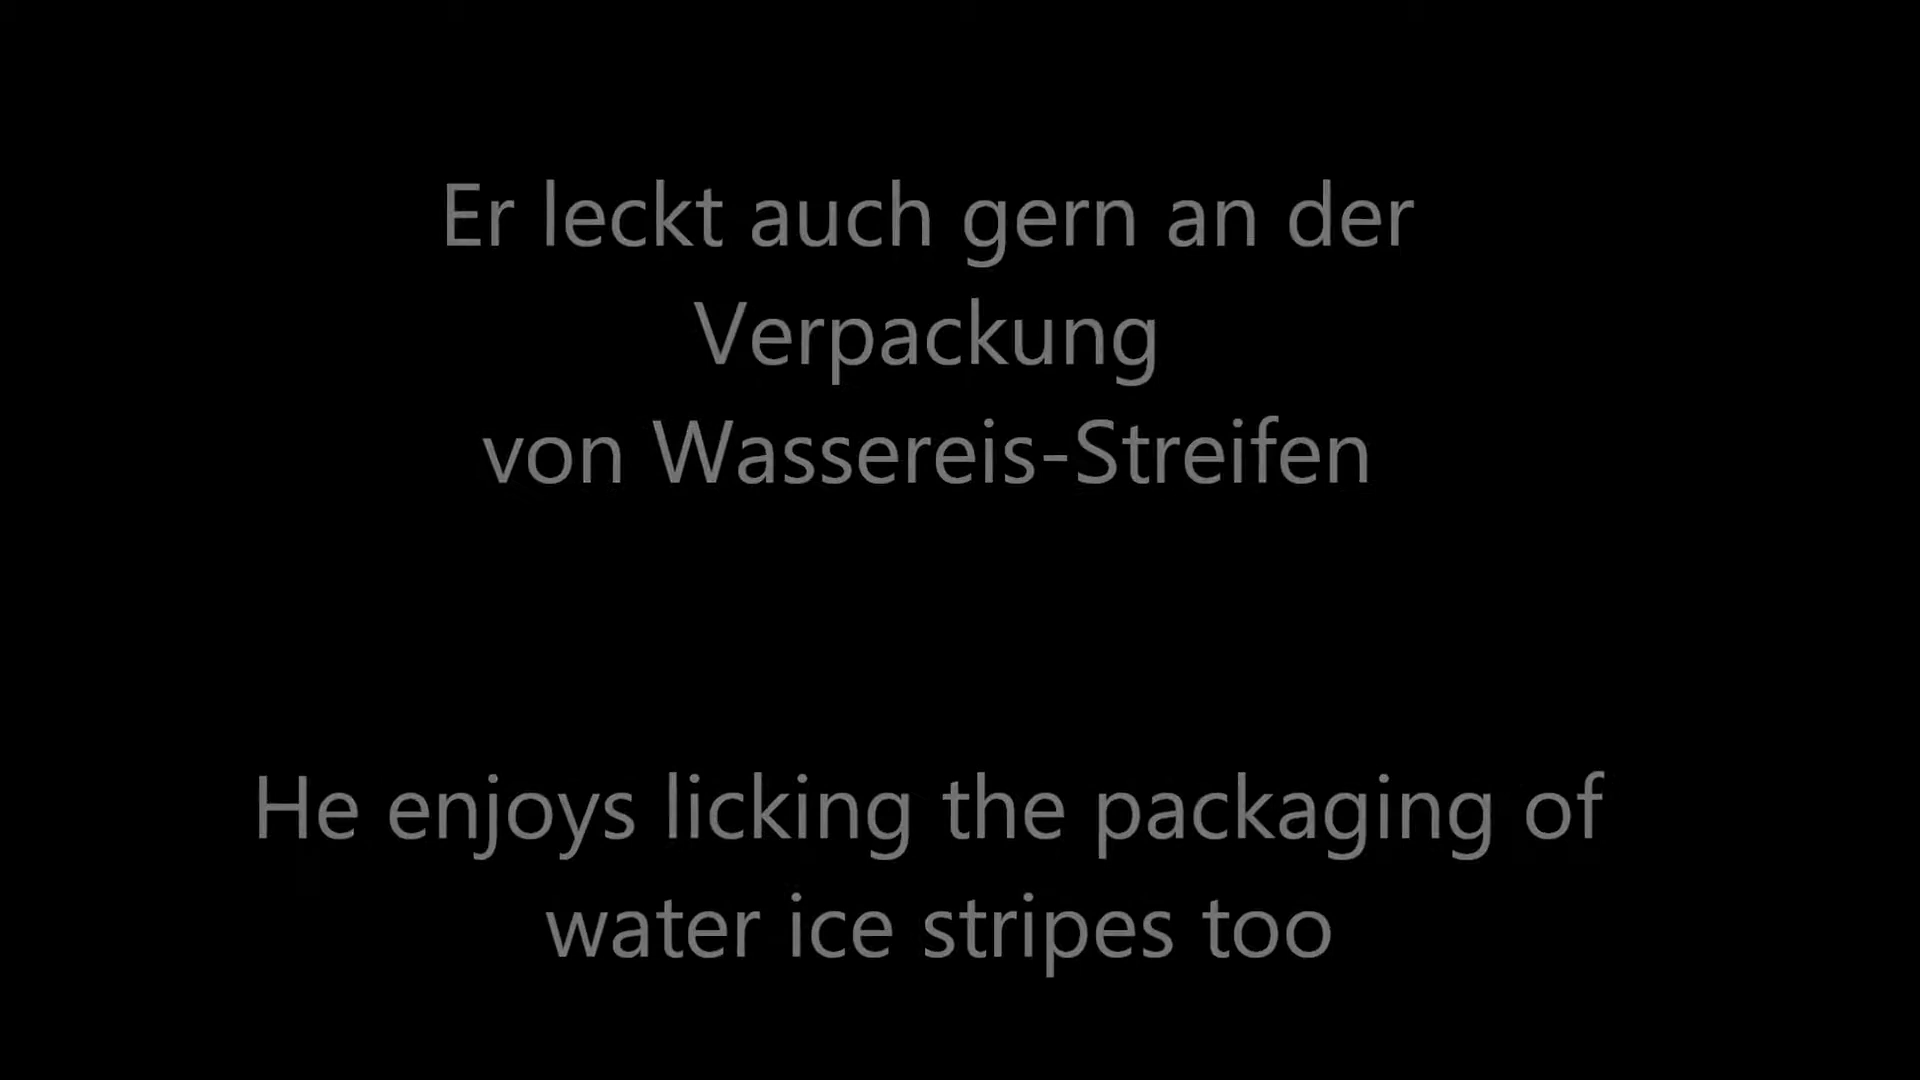 Er leckt auch gern an der
Verpackung
von Wassereis-Streifen
He enjoys licking the packaging of
water ice stripes too